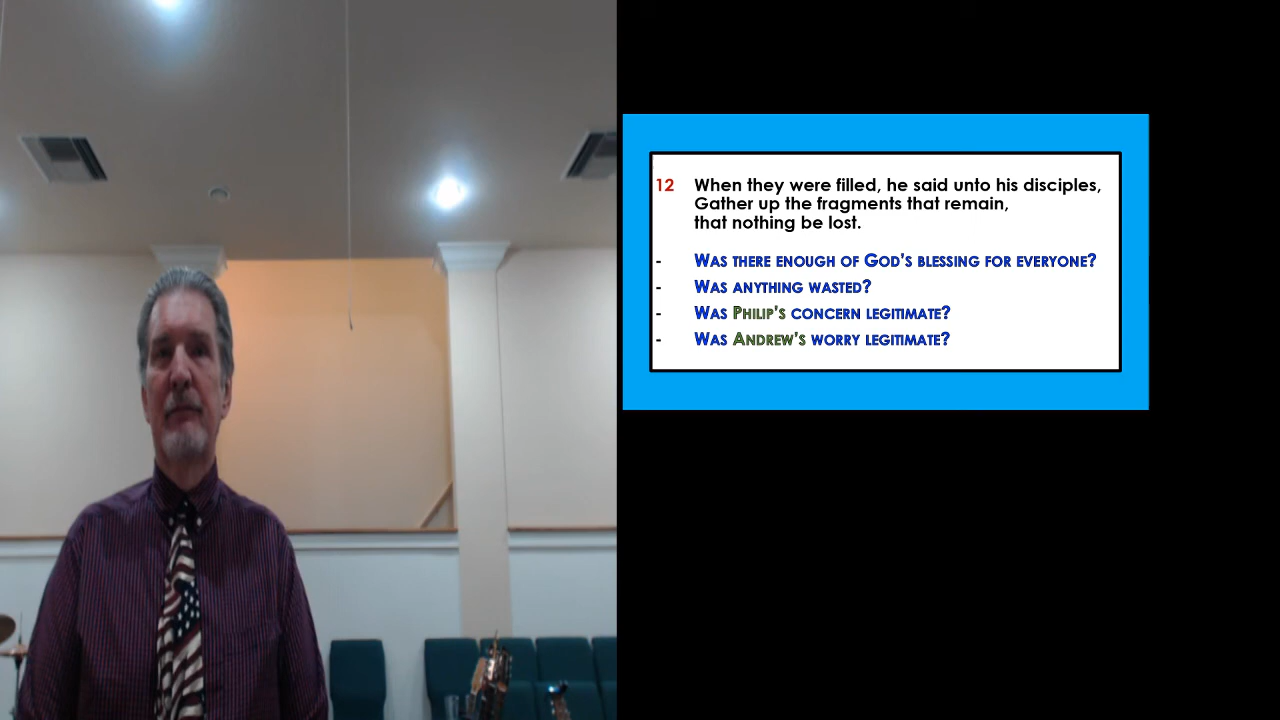 12 When they were filled, he said unto his disciples,
Gather up the fragments that remain,
that nothing be lost.
- Was there enough of God's blessing for everyone?
- Was anything wasted?
- Was Philip's concern legitimate?
- Was Andrew's worry legitimate?